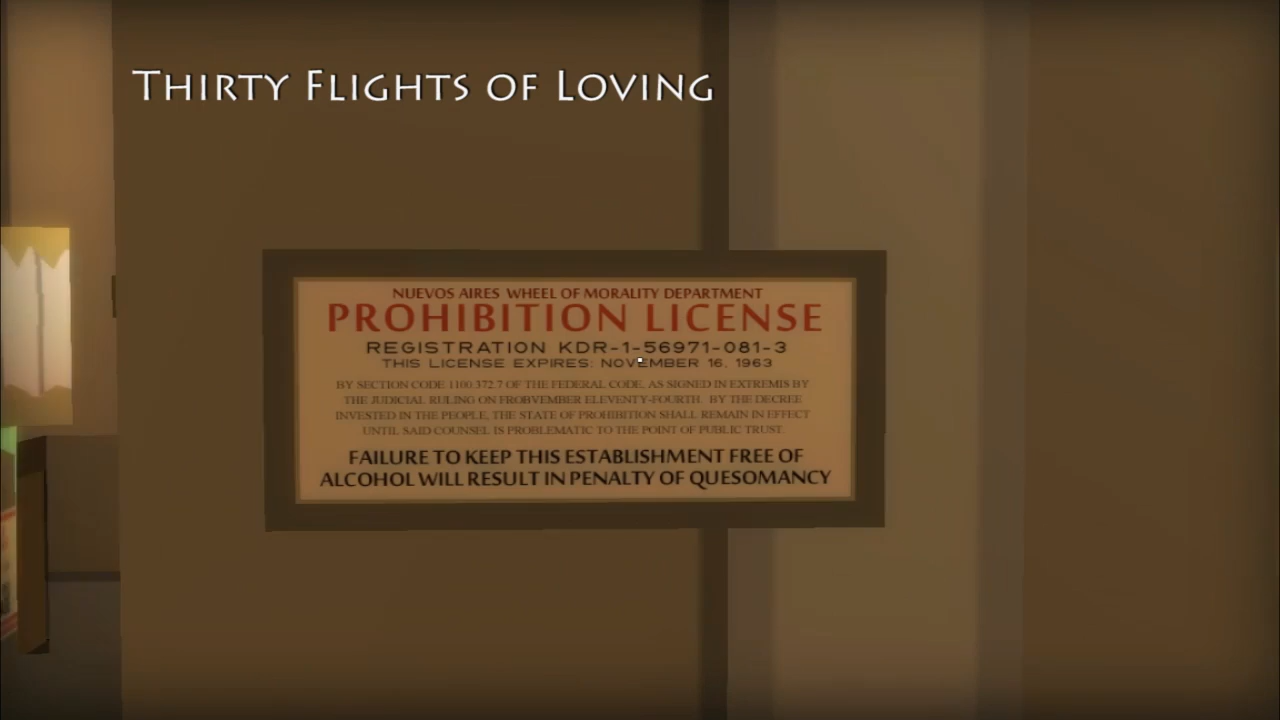 THIRTY FLIGHTS OF LOVING
NUEVOS AIRES WHEEL OF MORALITY DEPARTMENT
PROHIBITION LICENSE
REGISTRATION KDR-1-56971-081-3
THIS LICENSE EXPIRES: NOVEMBER 16, 1963
BY SECTION CODE 1100.372.7 OF THE FEDERAL CODE, AS SIGNED IN EXTREMIS BY
THE JUDICIAL RULING ON FROBVEMBER ELEVENTY-FOURTH. BY THE DECREE
INVESTED IN THE PEOPLE, THE STATE OF PROHIBITION SHALL REMAIN IN EFFECT
UNTIL SAID COUNSEL IS PROBLEMATIC TO THE POINT OF PUBLIC TRUST.
FAILURE TO KEEP THIS ESTABLISHMENT FREE OF
ALCOHOL WILL RESULT IN PENALTY OF QUESOMANCY